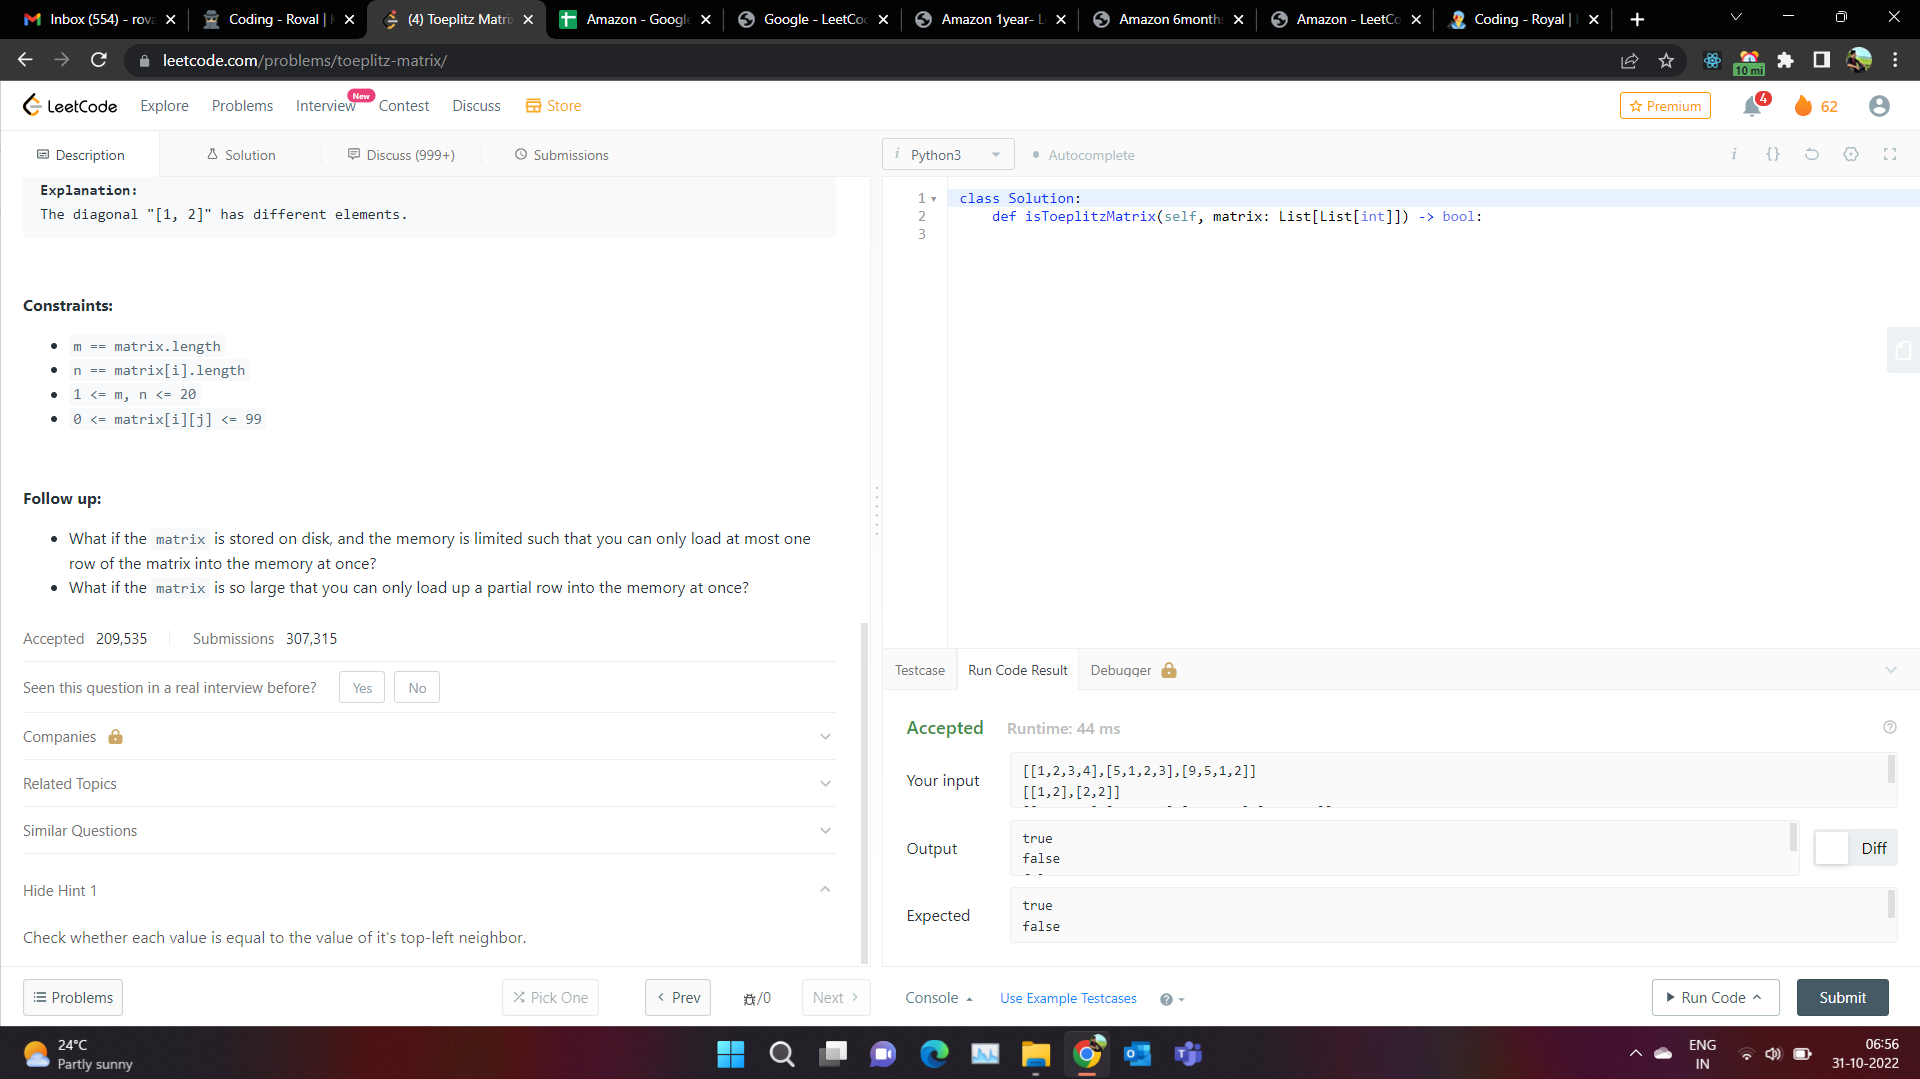 Inbox (554) - rova
Coding - Roval |
(4) Toeplitz Matri
Amazon - Google
Google - LeetCo
Amazon 1year- L
Amazon 6months
Amazon - LeetCo
Coding - Royal |
leetcode.com/problems/toeplitz-matrix/
10 mi
LeetCode
Explore
Problems
Interview
New
Contest
Discuss
Store
Premium
4
62
Description
Solution
Discuss (999+)
Submissions
Python3
Autocomplete
Explanation:
The diagonal "[1, 2]" has different elements.
Constraints:
m == matrix.length
n == matrix[i].length
1 <= m, n <= 20
0 <= matrix[i][j] <= 99
Follow up:
What if the matrix is stored on disk, and the memory is limited such that you can only load at most one
row of the matrix into the memory at once?
What if the matrix is so large that you can only load up a partial row into the memory at once?
Accepted 209,535 Submissions 307,315
Seen this question in a real interview before? Yes No
Companies
Related Topics
Similar Questions
Hide Hint 1
Check whether each value is equal to the value of it's top-left neighbor.
Problems
Pick One
Prev
/0
Next
1 class Solution:
2 def isToeplitzMatrix(self, matrix: List[List[int]]) -> bool:
3
Testcase
Run Code Result
Debugger
Accepted Runtime: 44 ms
Your input
[[1,2,3,4],[5,1,2,3],[9,5,1,2]]
[[1,2],[2,2]]
Output
true
false
Diff
Expected
true
false
Console
Use Example Testcases
Run Code
Submit
24°C
Partly sunny
ENG
IN
06:56
31-10-2022